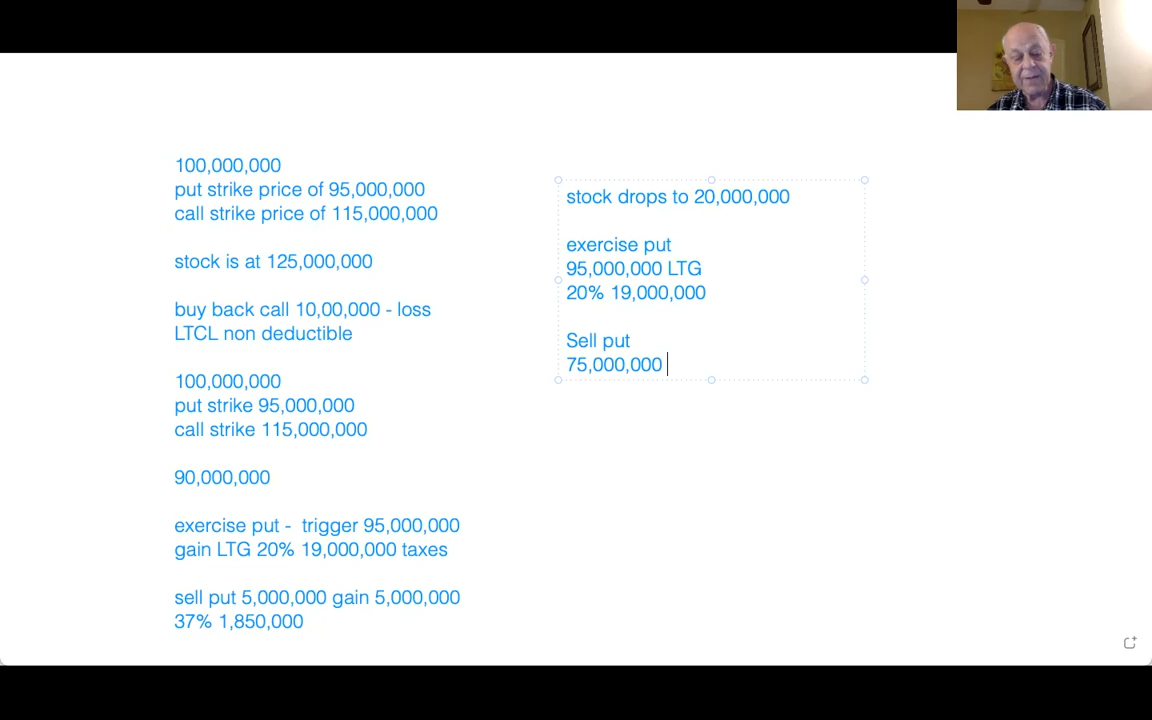 100,000,000
put strike price of 95,000,000
call strike price of 115,000,000
stock is at 125,000,000
buy back call 10,00,000 - loss
LTCL non deductible
100,000,000
put strike 95,000,000
call strike 115,000,000
90,000,000
exercise put -  trigger 95,000,000
gain LTG 20% 19,000,000 taxes
sell put 5,000,000 gain 5,000,000
37% 1,850,000
stock drops to 20,000,000
exercise put
95,000,000 LTG
20% 19,000,000
Sell put
75,000,000